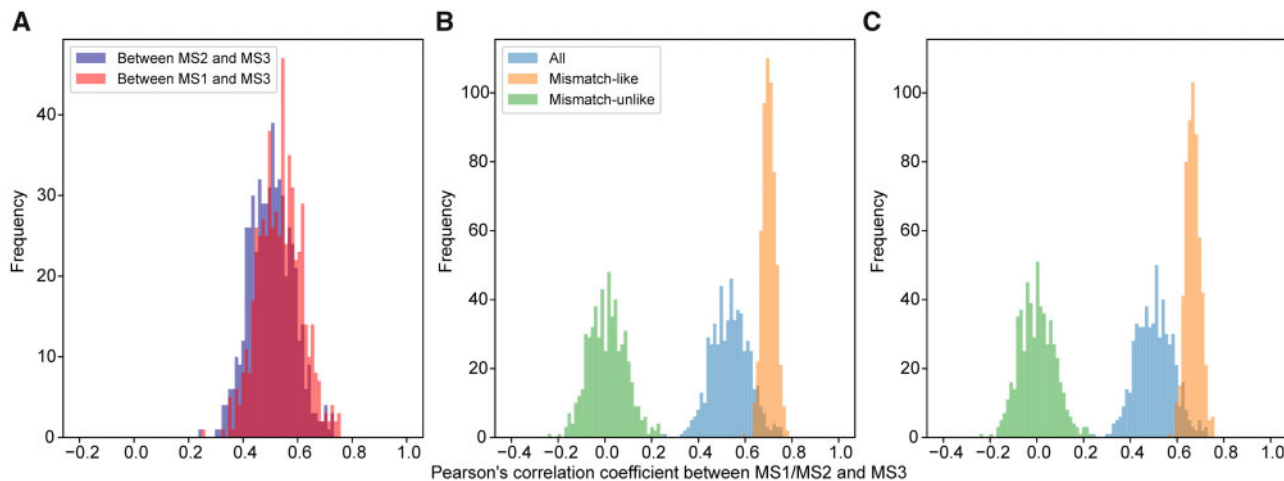 A
Between MS2 and MS3
Between MS1 and MS3
Frequency
40
30
20
10
0
−0.2 0.0 0.2 0.4 0.6 0.8 1.0
B
All
Mismatch-like
Mismatch-unlike
Frequency
100
80
60
40
20
0
−0.4 −0.2 0.0 0.2 0.4 0.6 0.8 1.0
C
Frequency
100
80
60
40
20
0
−0.4 −0.2 0.0 0.2 0.4 0.6 0.8 1.0
Pearson's correlation coefficient between MS1/MS2 and MS3